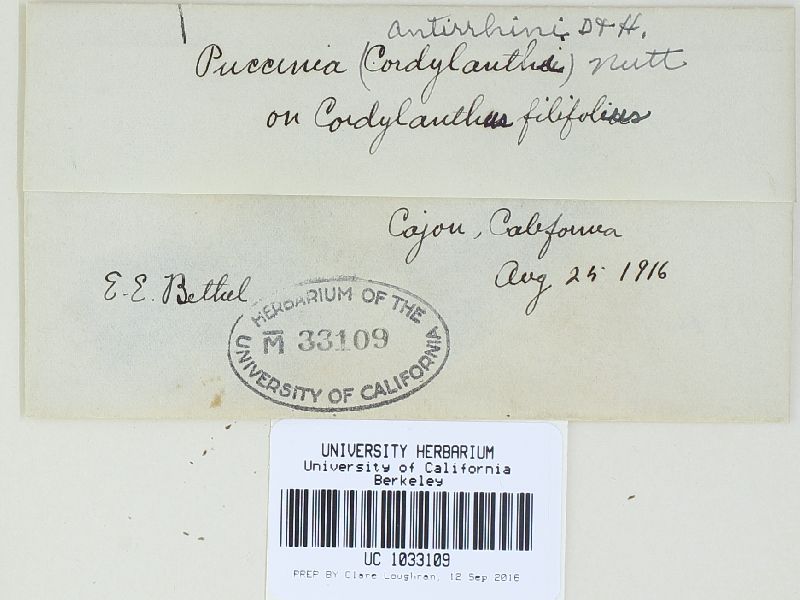 antirrhini D & H.
Puccinia (Cordylanthi) Nutt
on Cordylanthus filifolius
Cajon, California
Aug 25 1916
E. E. Bethel
HERBARIUM OF THE
M 33109
UNIVERSITY OF CALIFORNIA
UNIVERSITY HERBARIUM
University of California
Berkeley
UC 1033109
PREP BY Clare Loughran, 12 Sep 2016